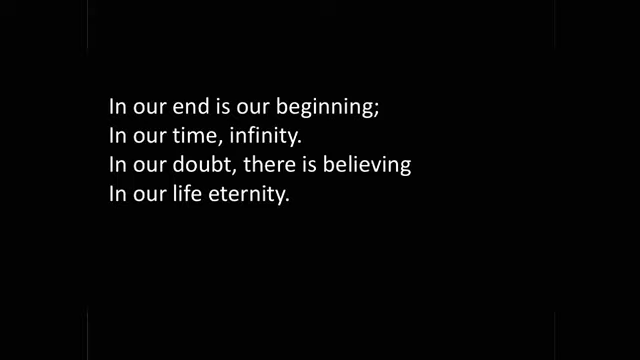 In our end is our beginning;
In our time, infinity.
In our doubt, there is believing
In our life eternity.